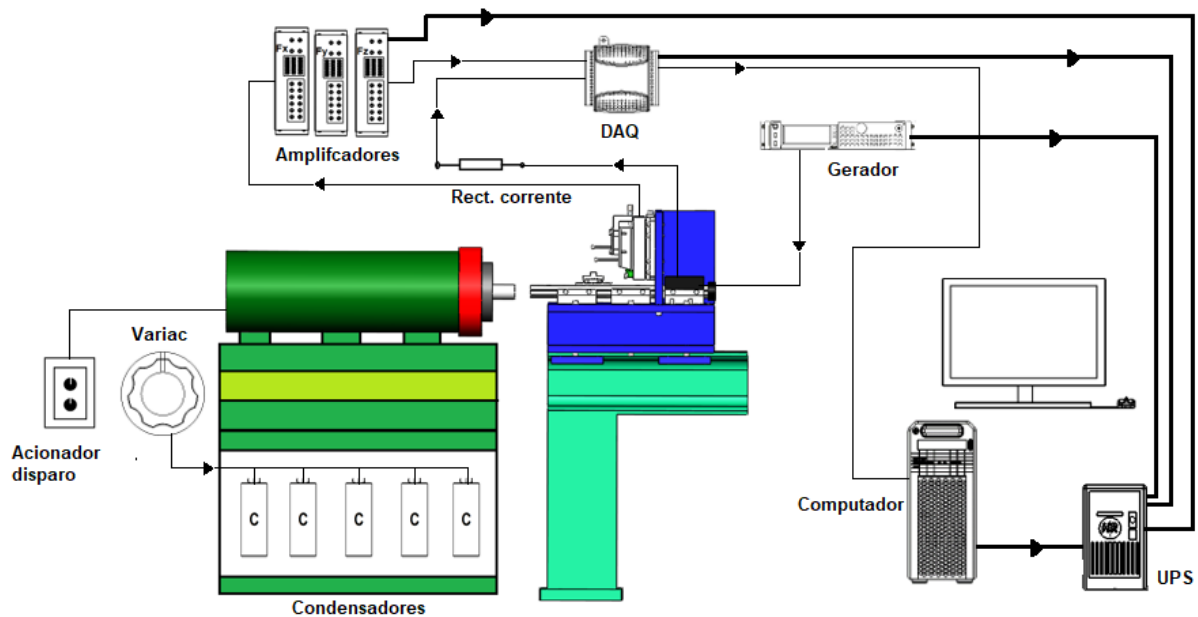 Fx
Fy
Fz
Amplifcadores
DAQ
Gerador
Rect. corrente
Variac
Acionador
disparo
C
C
C
C
C
Condensadores
Computador
UPS